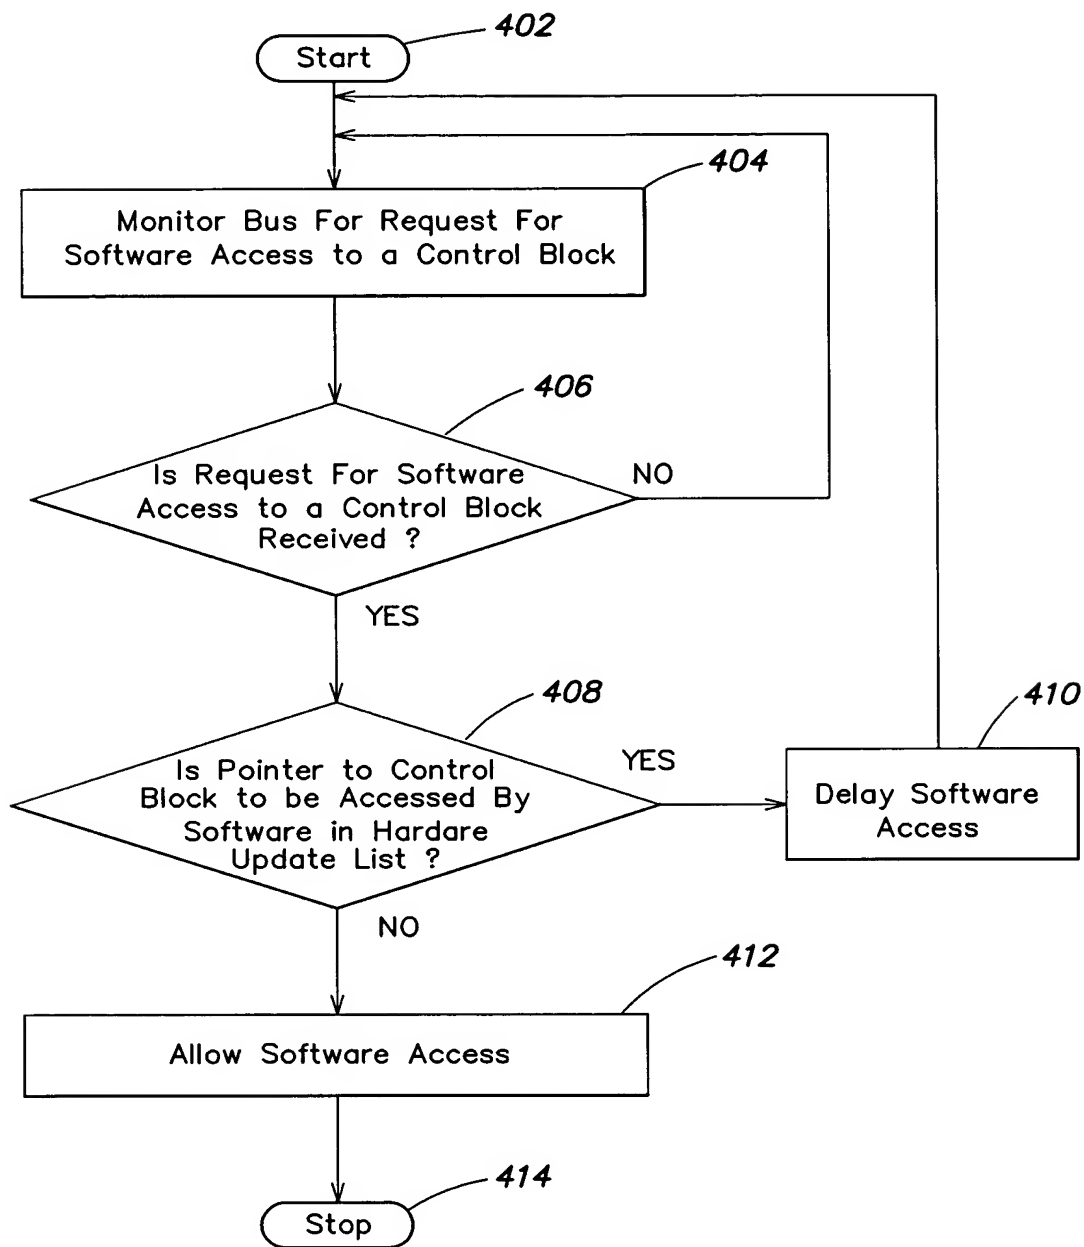 402
Start
404
Monitor Bus For Request For
Software Access to a Control Block
406
Is Request For Software
Access to a Control Block
Received ?
NO
YES
408
410
Is Pointer to Control
Block to be Accessed By
Software in Hardare
Update List ?
YES
Delay Software
Access
NO
412
Allow Software Access
414
Stop